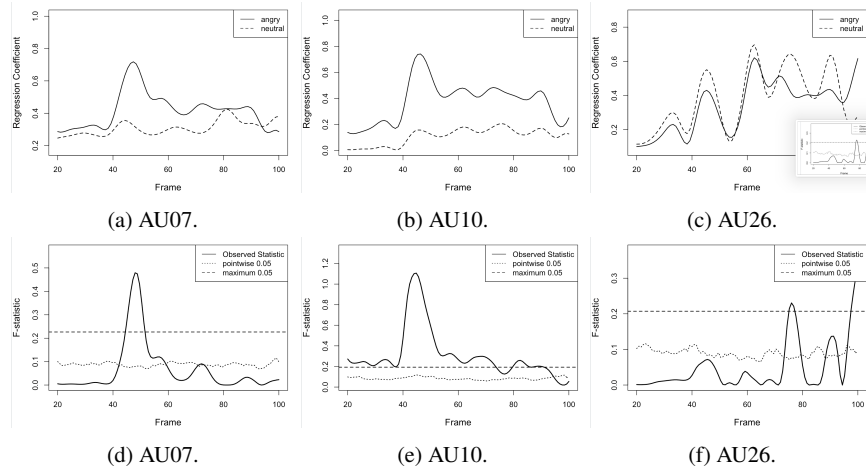 1.0
0.8
0.6
0.4
0.2
Regression Coefficient
angry
neutral
20 40 60 80 100
Frame
(a) AU07.
1.0
0.8
0.6
0.4
0.2
0.0
Regression Coefficient
angry
neutral
20 40 60 80 100
Frame
(b) AU10.
0.8
0.6
0.4
0.2
Regression Coefficient
angry
neutral
20 40 60
Frame
(c) AU26.
0.5
0.4
0.3
0.2
0.1
0.0
F-statistic
Observed Statistic
pointwise 0.05
maximum 0.05
20 40 60 80 100
Frame
(d) AU07.
1.2
1.0
0.8
0.6
0.4
0.2
0.0
F-statistic
Observed Statistic
pointwise 0.05
maximum 0.05
20 40 60 80 100
Frame
(e) AU10.
0.3
0.2
0.1
0.0
F-statistic
Observed Statistic
pointwise 0.05
maximum 0.05
20 40 60 80 100
Frame
(f) AU26.